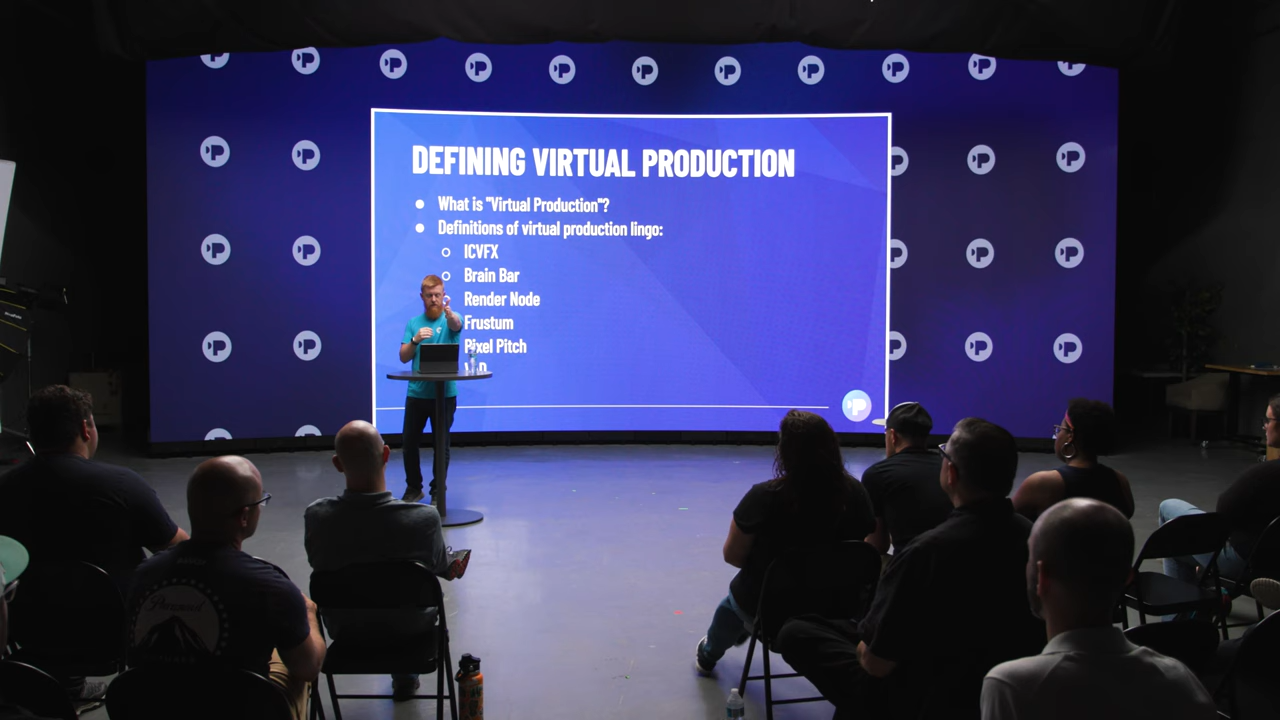 DEFINING VIRTUAL PRODUCTION
What is "Virtual Production"?
Definitions of virtual production lingo:
ICVFX
Brain Bar
Render Node
Frustum
Pixel Pitch
Paramount